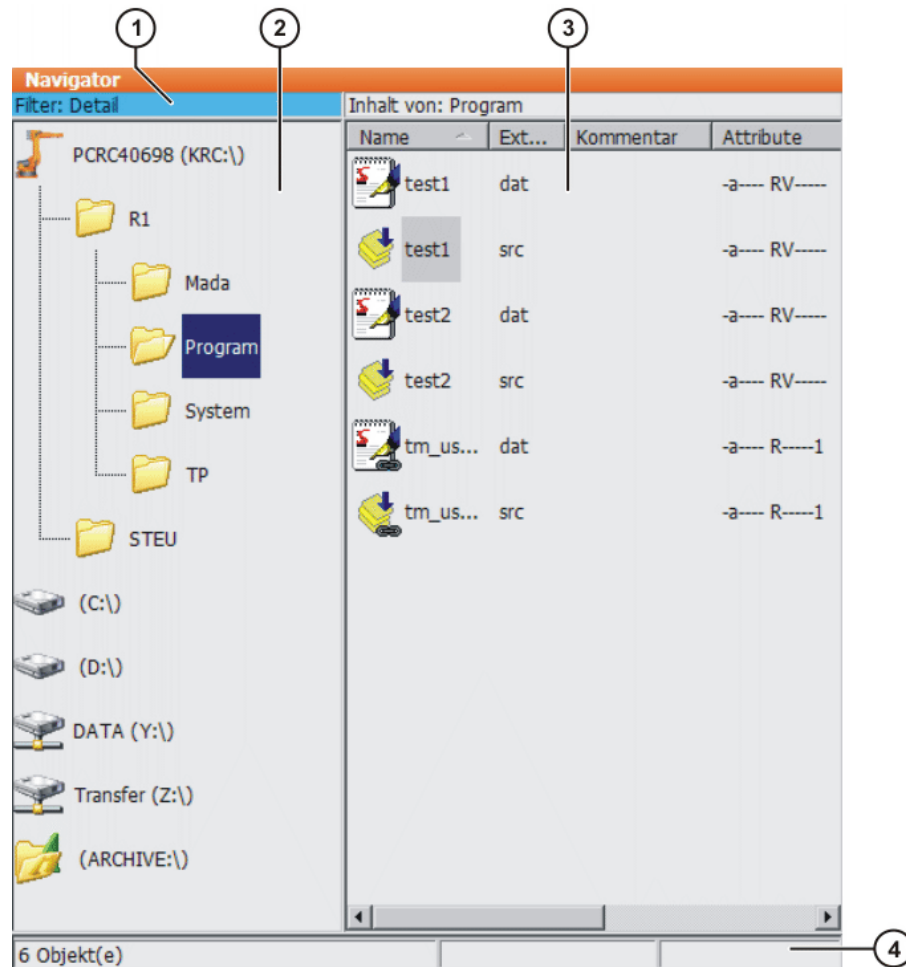 1 2 3
Navigator
Filter: Detail Inhalt von: Program
Name Ext... Kommentar Attribute
PCRC40698 (KRC:\)
R1
Mada
Program
System
TP
STEU
(C:\)
(D:\)
DATA (Y:\)
Transfer (Z:\)
(ARCHIVE:\)
test1 dat -a---- RV-----
test1 src -a---- RV-----
test2 dat -a---- RV-----
test2 src -a---- RV-----
tm_us... dat -a---- R-----1
tm_us... src -a---- R-----1
6 Objekt(e)
4